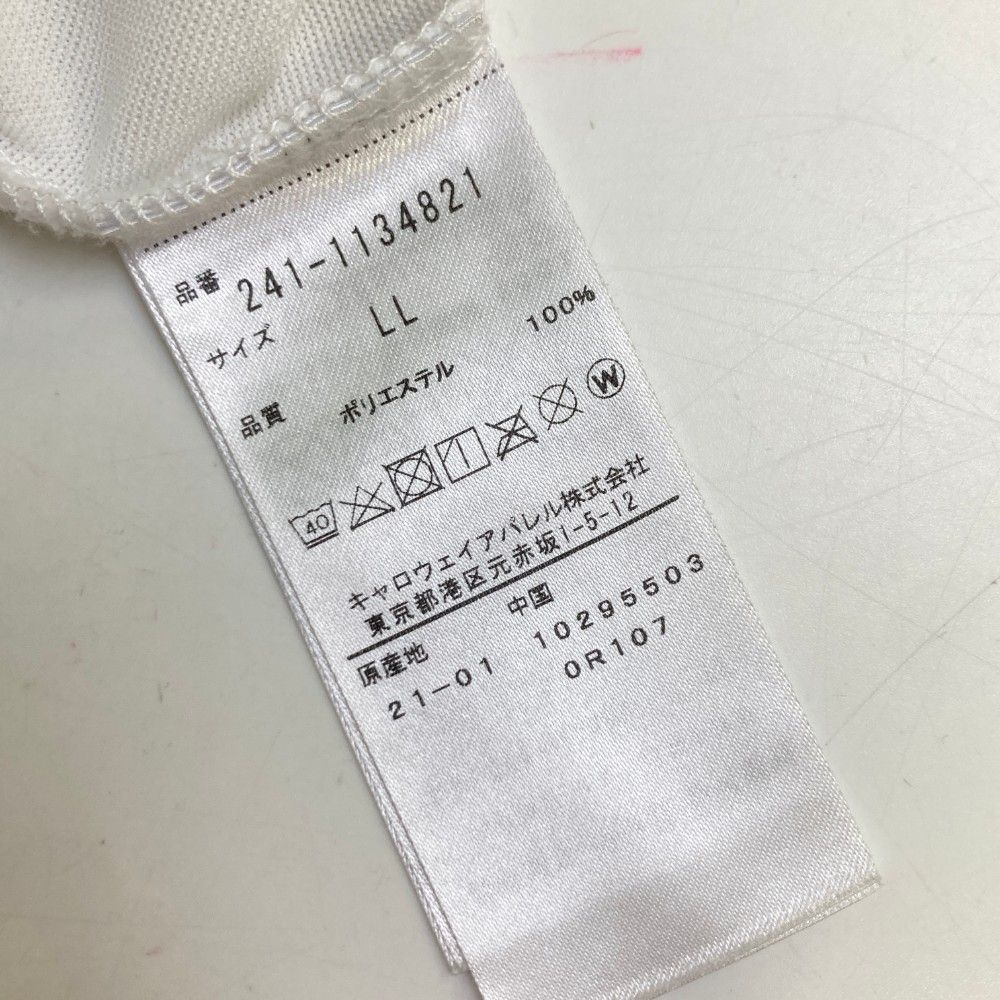 品番 241-1134821
サイズ LL
品質 ポリエステル 100%
40 W
キャロウェイアパレル株式会社
東京都港区元赤坂1-5-12
原産地 中国
21-01 10295503
0R107